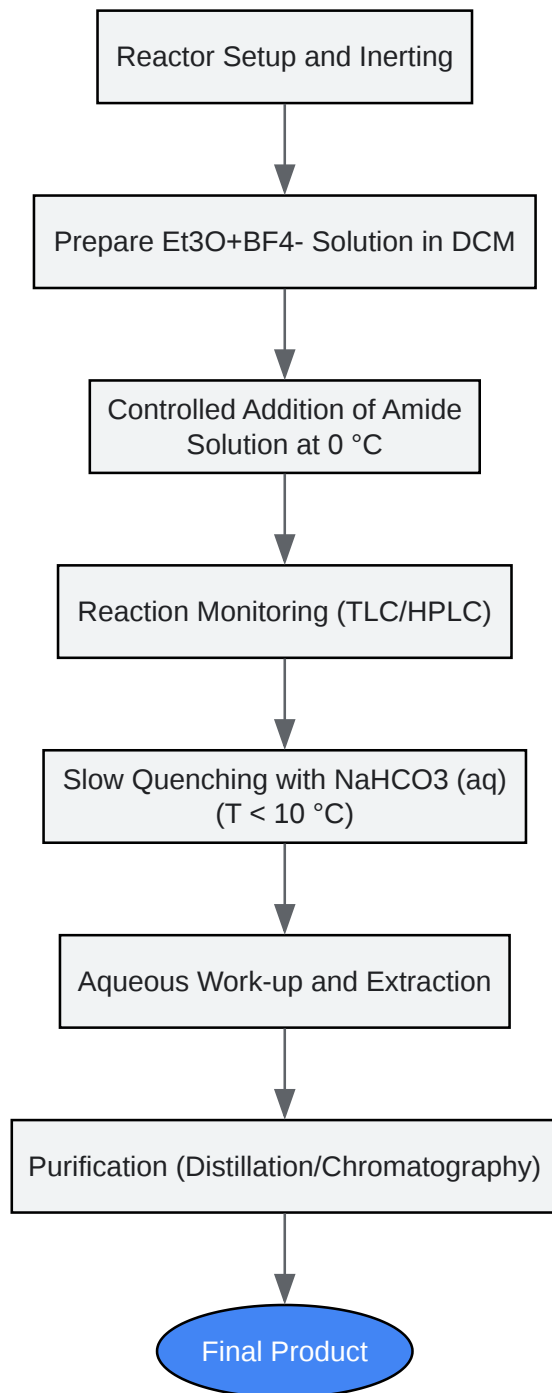 Reactor Setup and Inerting
Prepare Et3O+BF4- Solution in DCM
Controlled Addition of Amide
Solution at 0 °C
Reaction Monitoring (TLC/HPLC)
Slow Quenching with NaHCO3 (aq)
(T < 10 °C)
Aqueous Work-up and Extraction
Purification (Distillation/Chromatography)
Final Product